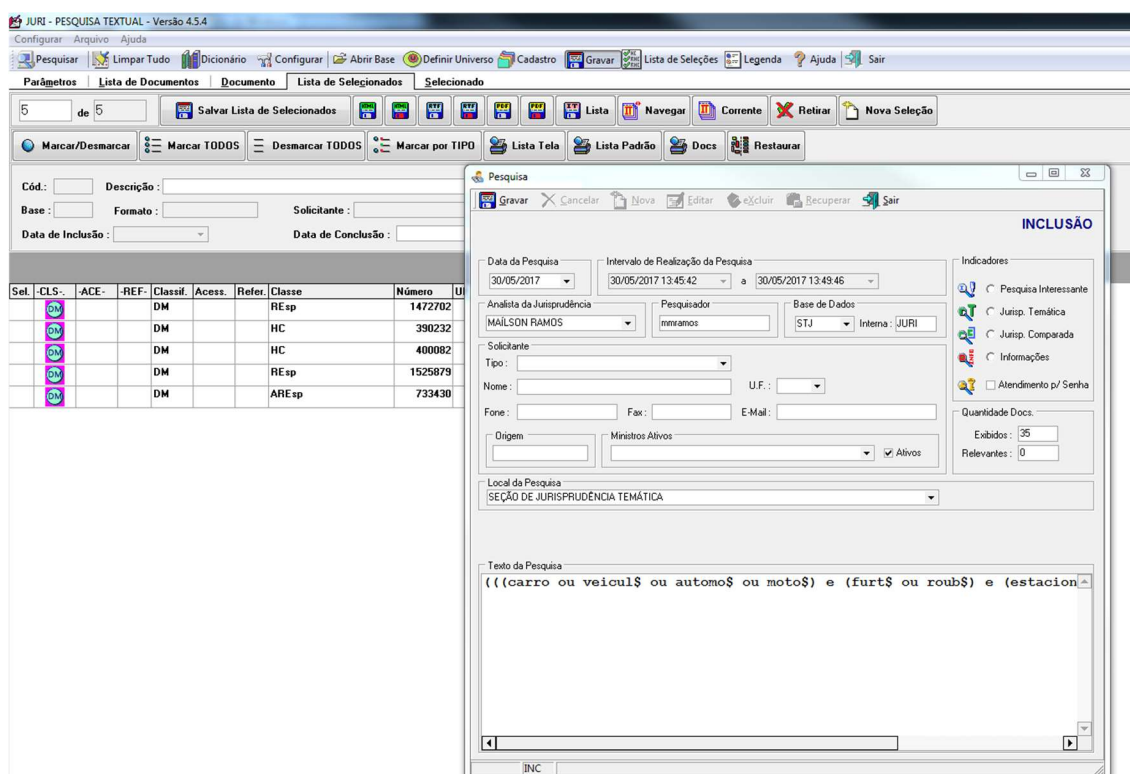 JURI - PESQUISA TEXTUAL - Versão 4.5.4
Configurar Arquivo Ajuda
Pesquisar Limpar Tudo Dicionário Configurar Abrir Base Definir Universo Cadastro Gravar Lista de Seleções Legenda Ajuda Sair
Parâmetros Lista de Documentos Documento Lista de Selecionados Selecionado
5 de 5 Salvar Lista de Selecionados HTML HTML RTF RTF PDF PDF Lista Navegar Corrente Retirar Nova Seleção
Marcar/Desmarcar Marcar TODOS Desmarcar TODOS Marcar por TIPO Lista Tela Lista Padrão Docs Restaurar
Cód.: Descrição :
Base : Formato : Solicitante :
Data de Inclusão : Data de Conclusão :
Sel. -CLS-. -ACE- -REF- Classif. Acess. Refer. Classe Número
DM DM REsp 1472702
DM DM HC 390232
DM DM HC 400082
DM DM REsp 1525879
DM DM AREsp 733430
Pesquisa
Gravar Cancelar Nova Editar eXcluir Recuperar Sair
INCLUSÃO
Data da Pesquisa Intervalo de Realização da Pesquisa Indicadores
30/05/2017 30/05/2017 13:45:42 a 30/05/2017 13:49:46 Pesquisa Interessante
Analista da Jurisprudência Pesquisador Base de Dados Jurisp. Temática
MAÍLSON RAMOS mmramos STJ Interna : JURI Jurisp. Comparada
Solicitante Informações
Tipo :
Nome : U.F. : Atendimento p/ Senha
Fone : Fax : E-Mail : Quantidade Docs.
Origem Ministros Ativos Exibidos : 35
Ativos Relevantes : 0
Local da Pesquisa
SEÇÃO DE JURISPRUDÊNCIA TEMÁTICA
Texto da Pesquisa
(((carro ou veicul$ ou automo$ ou moto$) e (furt$ ou roub$) e (estacion
INC